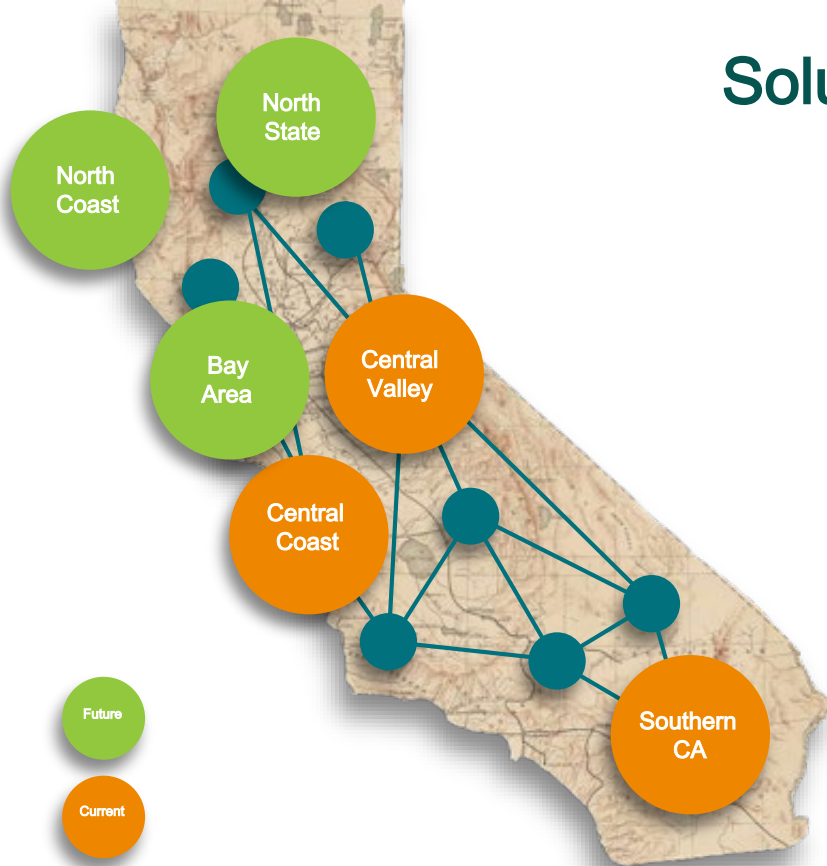 Solu
North
State
North
Coast
Bay
Area
Central
Valley
Central
Coast
Southern
CA
Future
Current